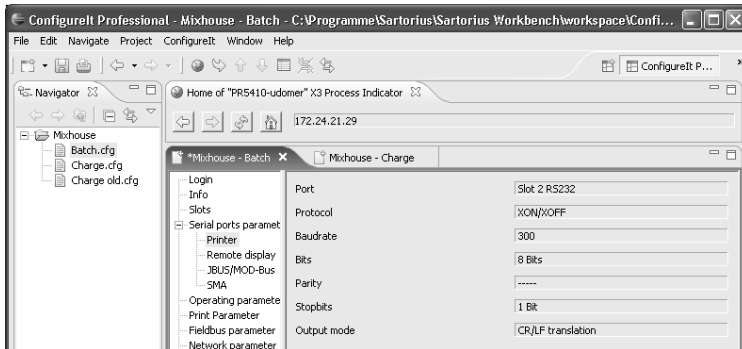 ConfigureIt Professional - Mixhouse - Batch - C:\Programme\Sartorius\Sartorius Workbench\workspace\Confi...
File Edit Navigate Project ConfigureIt Window Help
ConfigureIt P...
Navigator
Home of "PR5410-udomer" X3 Process Indicator
172.24.21.29
Mixhouse
Batch.cfg
Charge.cfg
Charge old.cfg
*Mixhouse - Batch
Mixhouse - Charge
Login
Info
Slots
Serial ports paramet
Printer
Remote display
JBUS/MOD-Bus
SMA
Operating paramete
Print Parameter
Fieldbus parameter
Network parameter
Port Slot 2 RS232
Protocol XON/XOFF
Baudrate 300
Bits 8 Bits
Parity -----
Stopbits 1 Bit
Output mode CR/LF translation